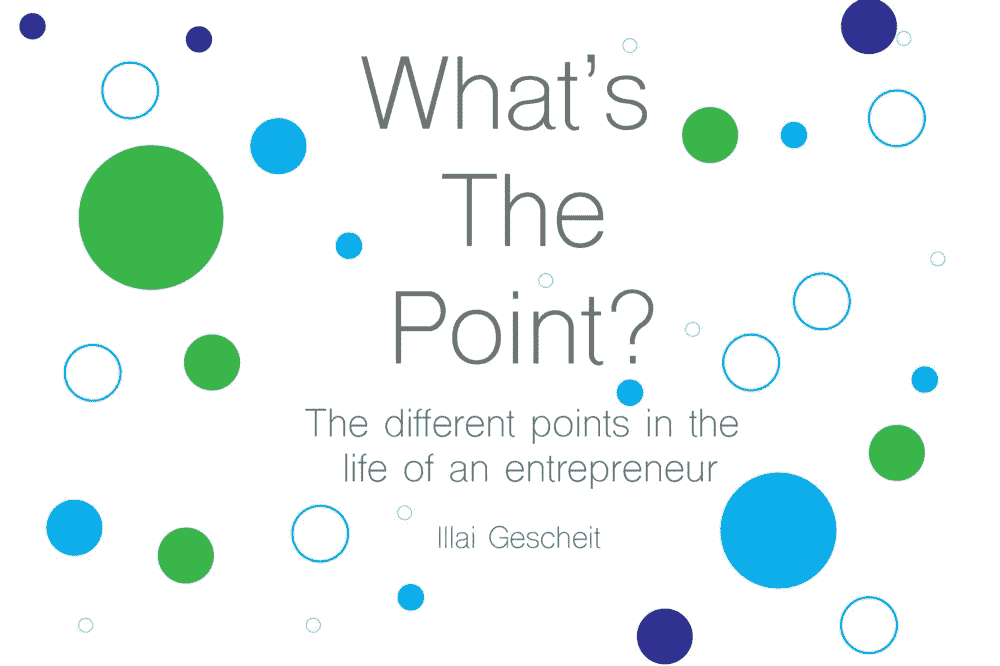 What's
The
Point?
The different points in the
life of an entrepreneur
Illai Gescheit